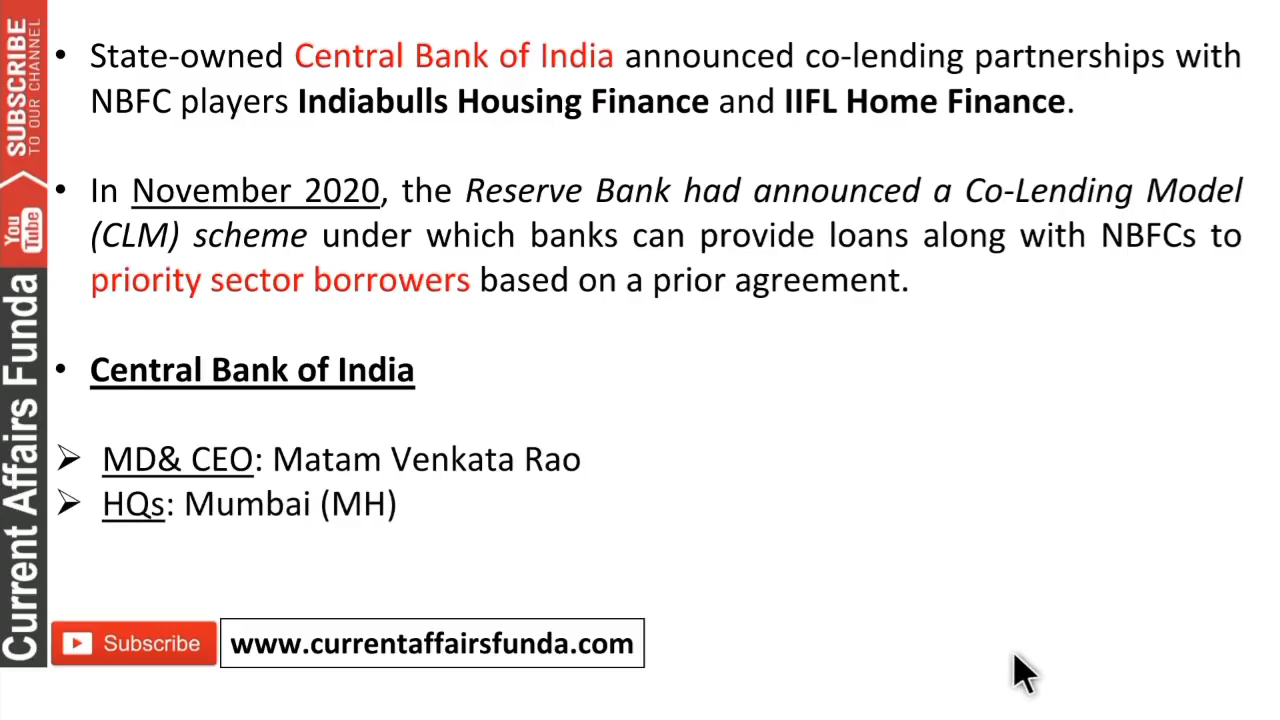 • State-owned Central Bank of India announced co-lending partnerships with
NBFC players Indiabulls Housing Finance and IIFL Home Finance.
• In November 2020, the Reserve Bank had announced a Co-Lending Model
(CLM) scheme under which banks can provide loans along with NBFCs to
priority sector borrowers based on a prior agreement.
• Central Bank of India
➢ MD& CEO: Matam Venkata Rao
➢ HQs: Mumbai (MH)
SUBSCRIBE
TO OUR CHANNEL
You
Tube
Current Affairs Funda
Subscribe
www.currentaffairsfunda.com